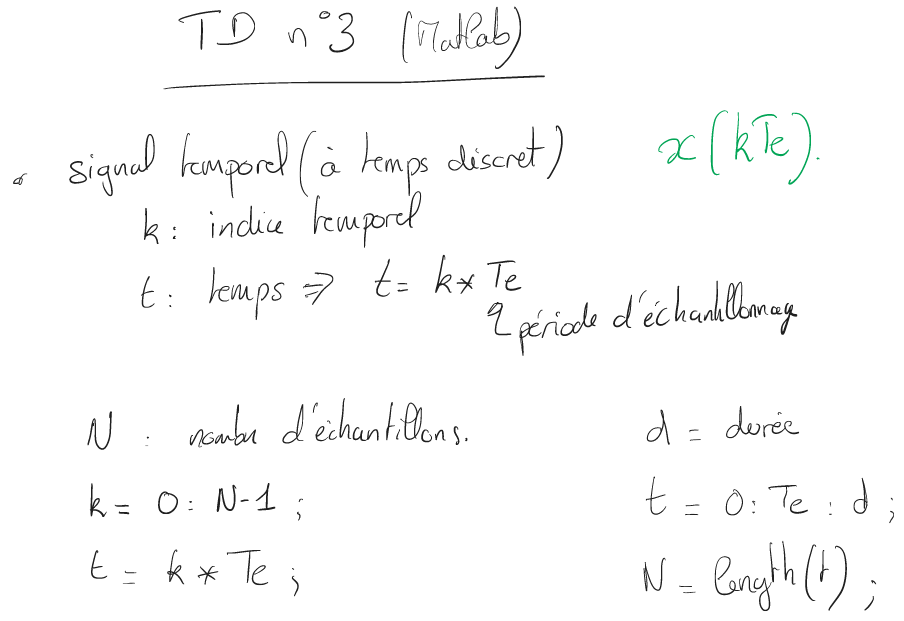 TD n°3 (Matlab)
• signal temporel (à temps discret) x(kTe).
k: indice temporel
t: temps ⇒ t= k* Te
période d'échantillonnage
N : nombre d'échantillons. d = durée
k = 0: N-1 ; t = 0: Te : d ;
t = k * Te ; N = length(t) ;